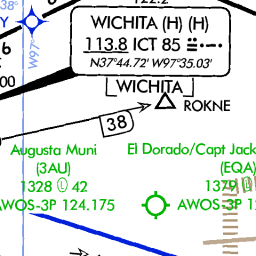 122.2
38°
WICHITA (H) (H)
113.8 ICT 85
N37°44.72' W97°35.03'
Y
6
W97°
00
WICHITA
ROKNE
38
Augusta Muni
(3AU)
1328 Ⓛ 42
AWOS-3P 124.175
El Dorado/Capt Jack
(EQA)
1379 Ⓛ
AWOS-3P 12